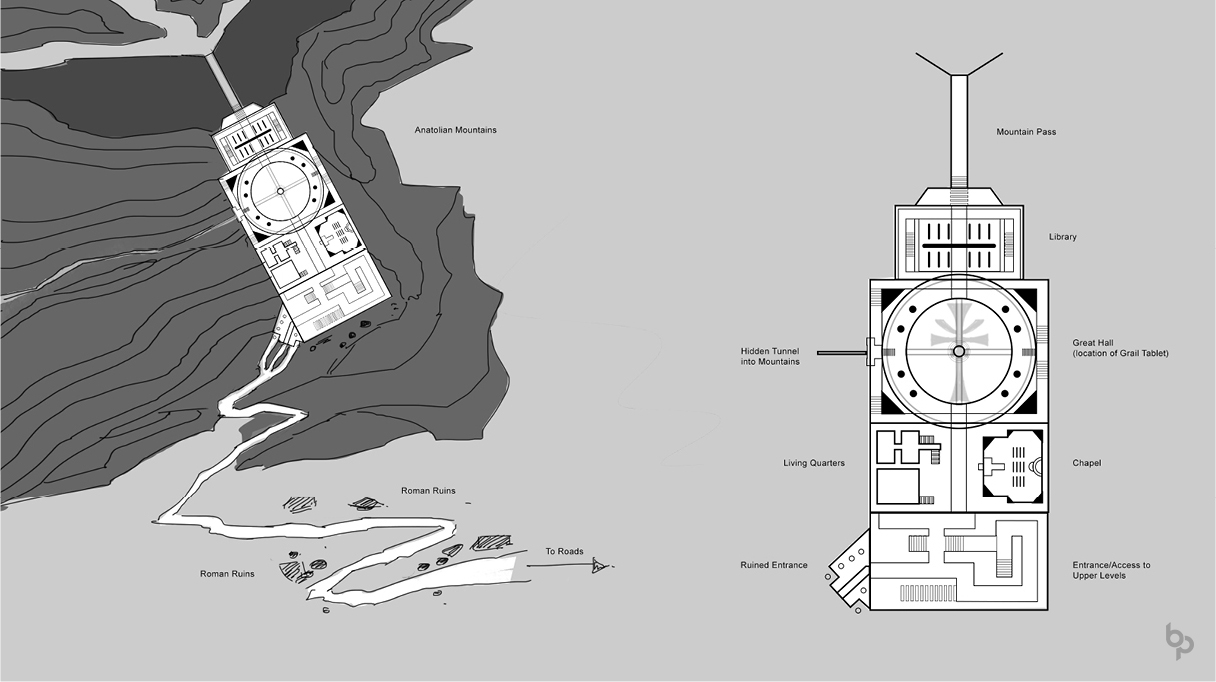 Anatolian Mountains
Roman Ruins
To Roads
Roman Ruins
Mountain Pass
Library
Hidden Tunnel
into Mountains
Great Hall
(location of Grail Tablet)
Living Quarters
Chapel
Ruined Entrance
Entrance/Access to
Upper Levels
bp